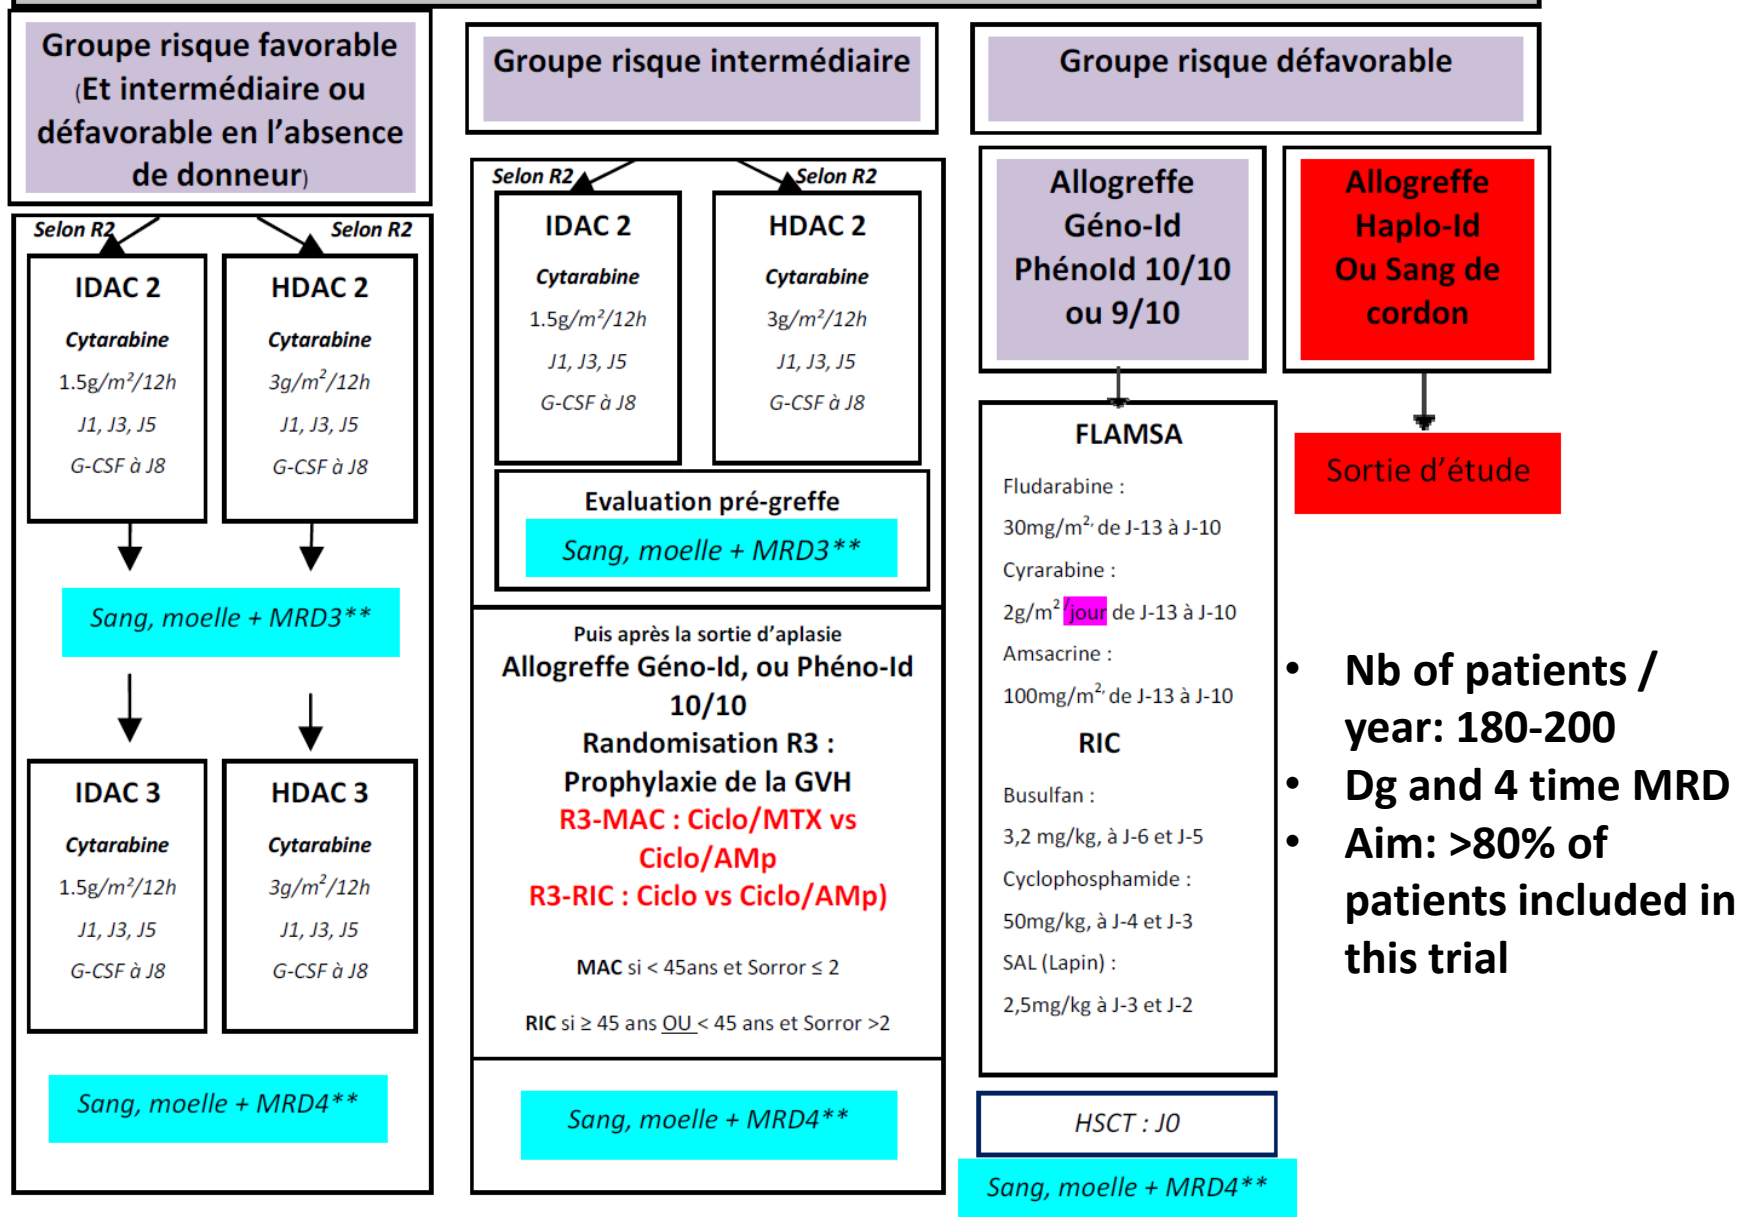 Groupe risque favorable
(Et intermédiaire ou
défavorable en l'absence
de donneur)
Selon R2
Selon R2
IDAC 2
Cytarabine
1.5g/m²/12h
J1, J3, J5
G-CSF à J8
HDAC 2
Cytarabine
3g/m²/12h
J1, J3, J5
G-CSF à J8
Sang, moelle + MRD3**
IDAC 3
Cytarabine
1.5g/m²/12h
J1, J3, J5
G-CSF à J8
HDAC 3
Cytarabine
3g/m²/12h
J1, J3, J5
G-CSF à J8
Sang, moelle + MRD4**
Groupe risque intermédiaire
Selon R2
Selon R2
IDAC 2
Cytarabine
1.5g/m²/12h
J1, J3, J5
G-CSF à J8
HDAC 2
Cytarabine
3g/m²/12h
J1, J3, J5
G-CSF à J8
Evaluation pré-greffe
Sang, moelle + MRD3**
Puis après la sortie d'aplasie
Allogreffe Géno-Id, ou Phéno-Id
10/10
Randomisation R3 :
Prophylaxie de la GVH
R3-MAC : Ciclo/MTX vs
Ciclo/AMp
R3-RIC : Ciclo vs Ciclo/AMp)
MAC si < 45ans et Sorror ≤ 2
RIC si ≥ 45 ans OU < 45 ans et Sorror >2
Sang, moelle + MRD4**
Groupe risque défavorable
Allogreffe
Géno-Id
PhénoId 10/10
ou 9/10
Allogreffe
Haplo-Id
Ou Sang de
cordon
FLAMSA
Fludarabine :
30mg/m², de J-13 à J-10
Cyrarabine :
2g/m² /jour de J-13 à J-10
Amsacrine :
100mg/m², de J-13 à J-10
RIC
Busulfan :
3,2 mg/kg, à J-6 et J-5
Cyclophosphamide :
50mg/kg, à J-4 et J-3
SAL (Lapin) :
2,5mg/kg à J-3 et J-2
HSCT : J0
Sang, moelle + MRD4**
Sortie d'étude
• Nb of patients /
year: 180-200
• Dg and 4 time MRD
• Aim: >80% of
patients included in
this trial